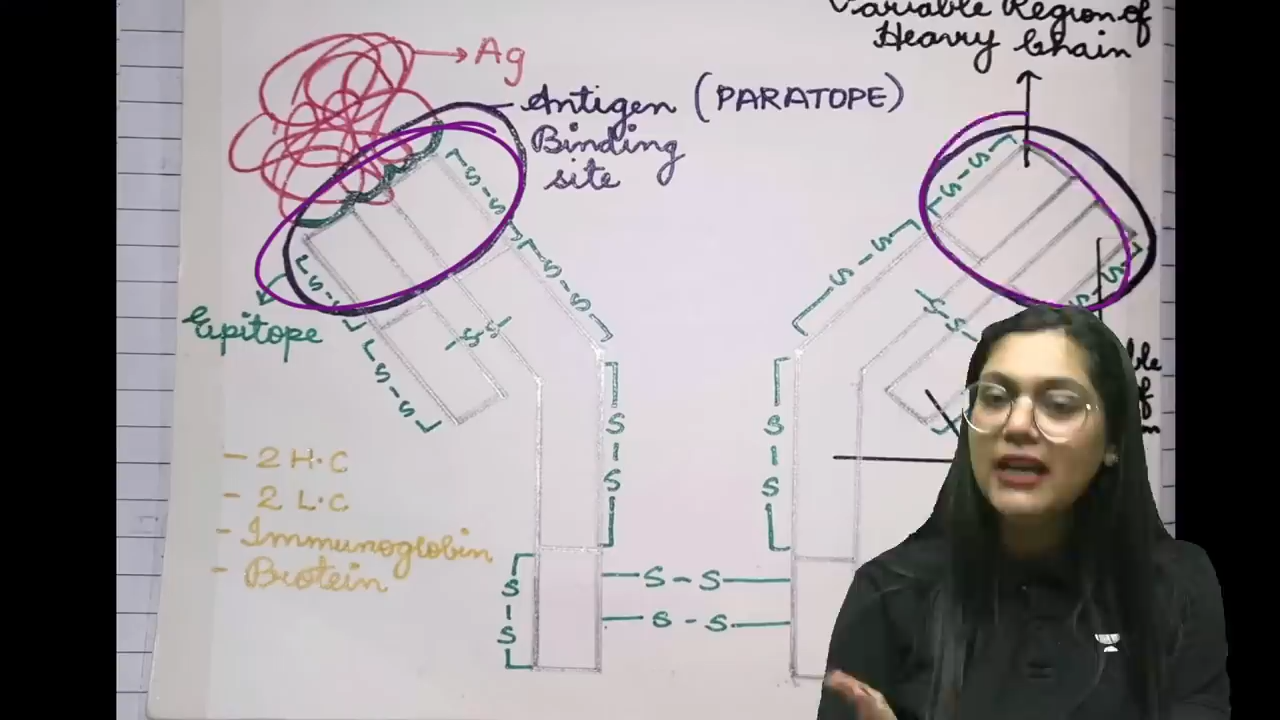 Variable Region of
Heavy Chain
Ag
Antigen (PARATOPE)
Binding
site
S-S
S-S
S-S
S-S
S-S
S-S
Epitope
S-S
S-S
S-S
S-S
S
S
S
S
- 2 H.C
- 2 L.C
- Immunoglobin
- Protein
S-S
S-S
S
S